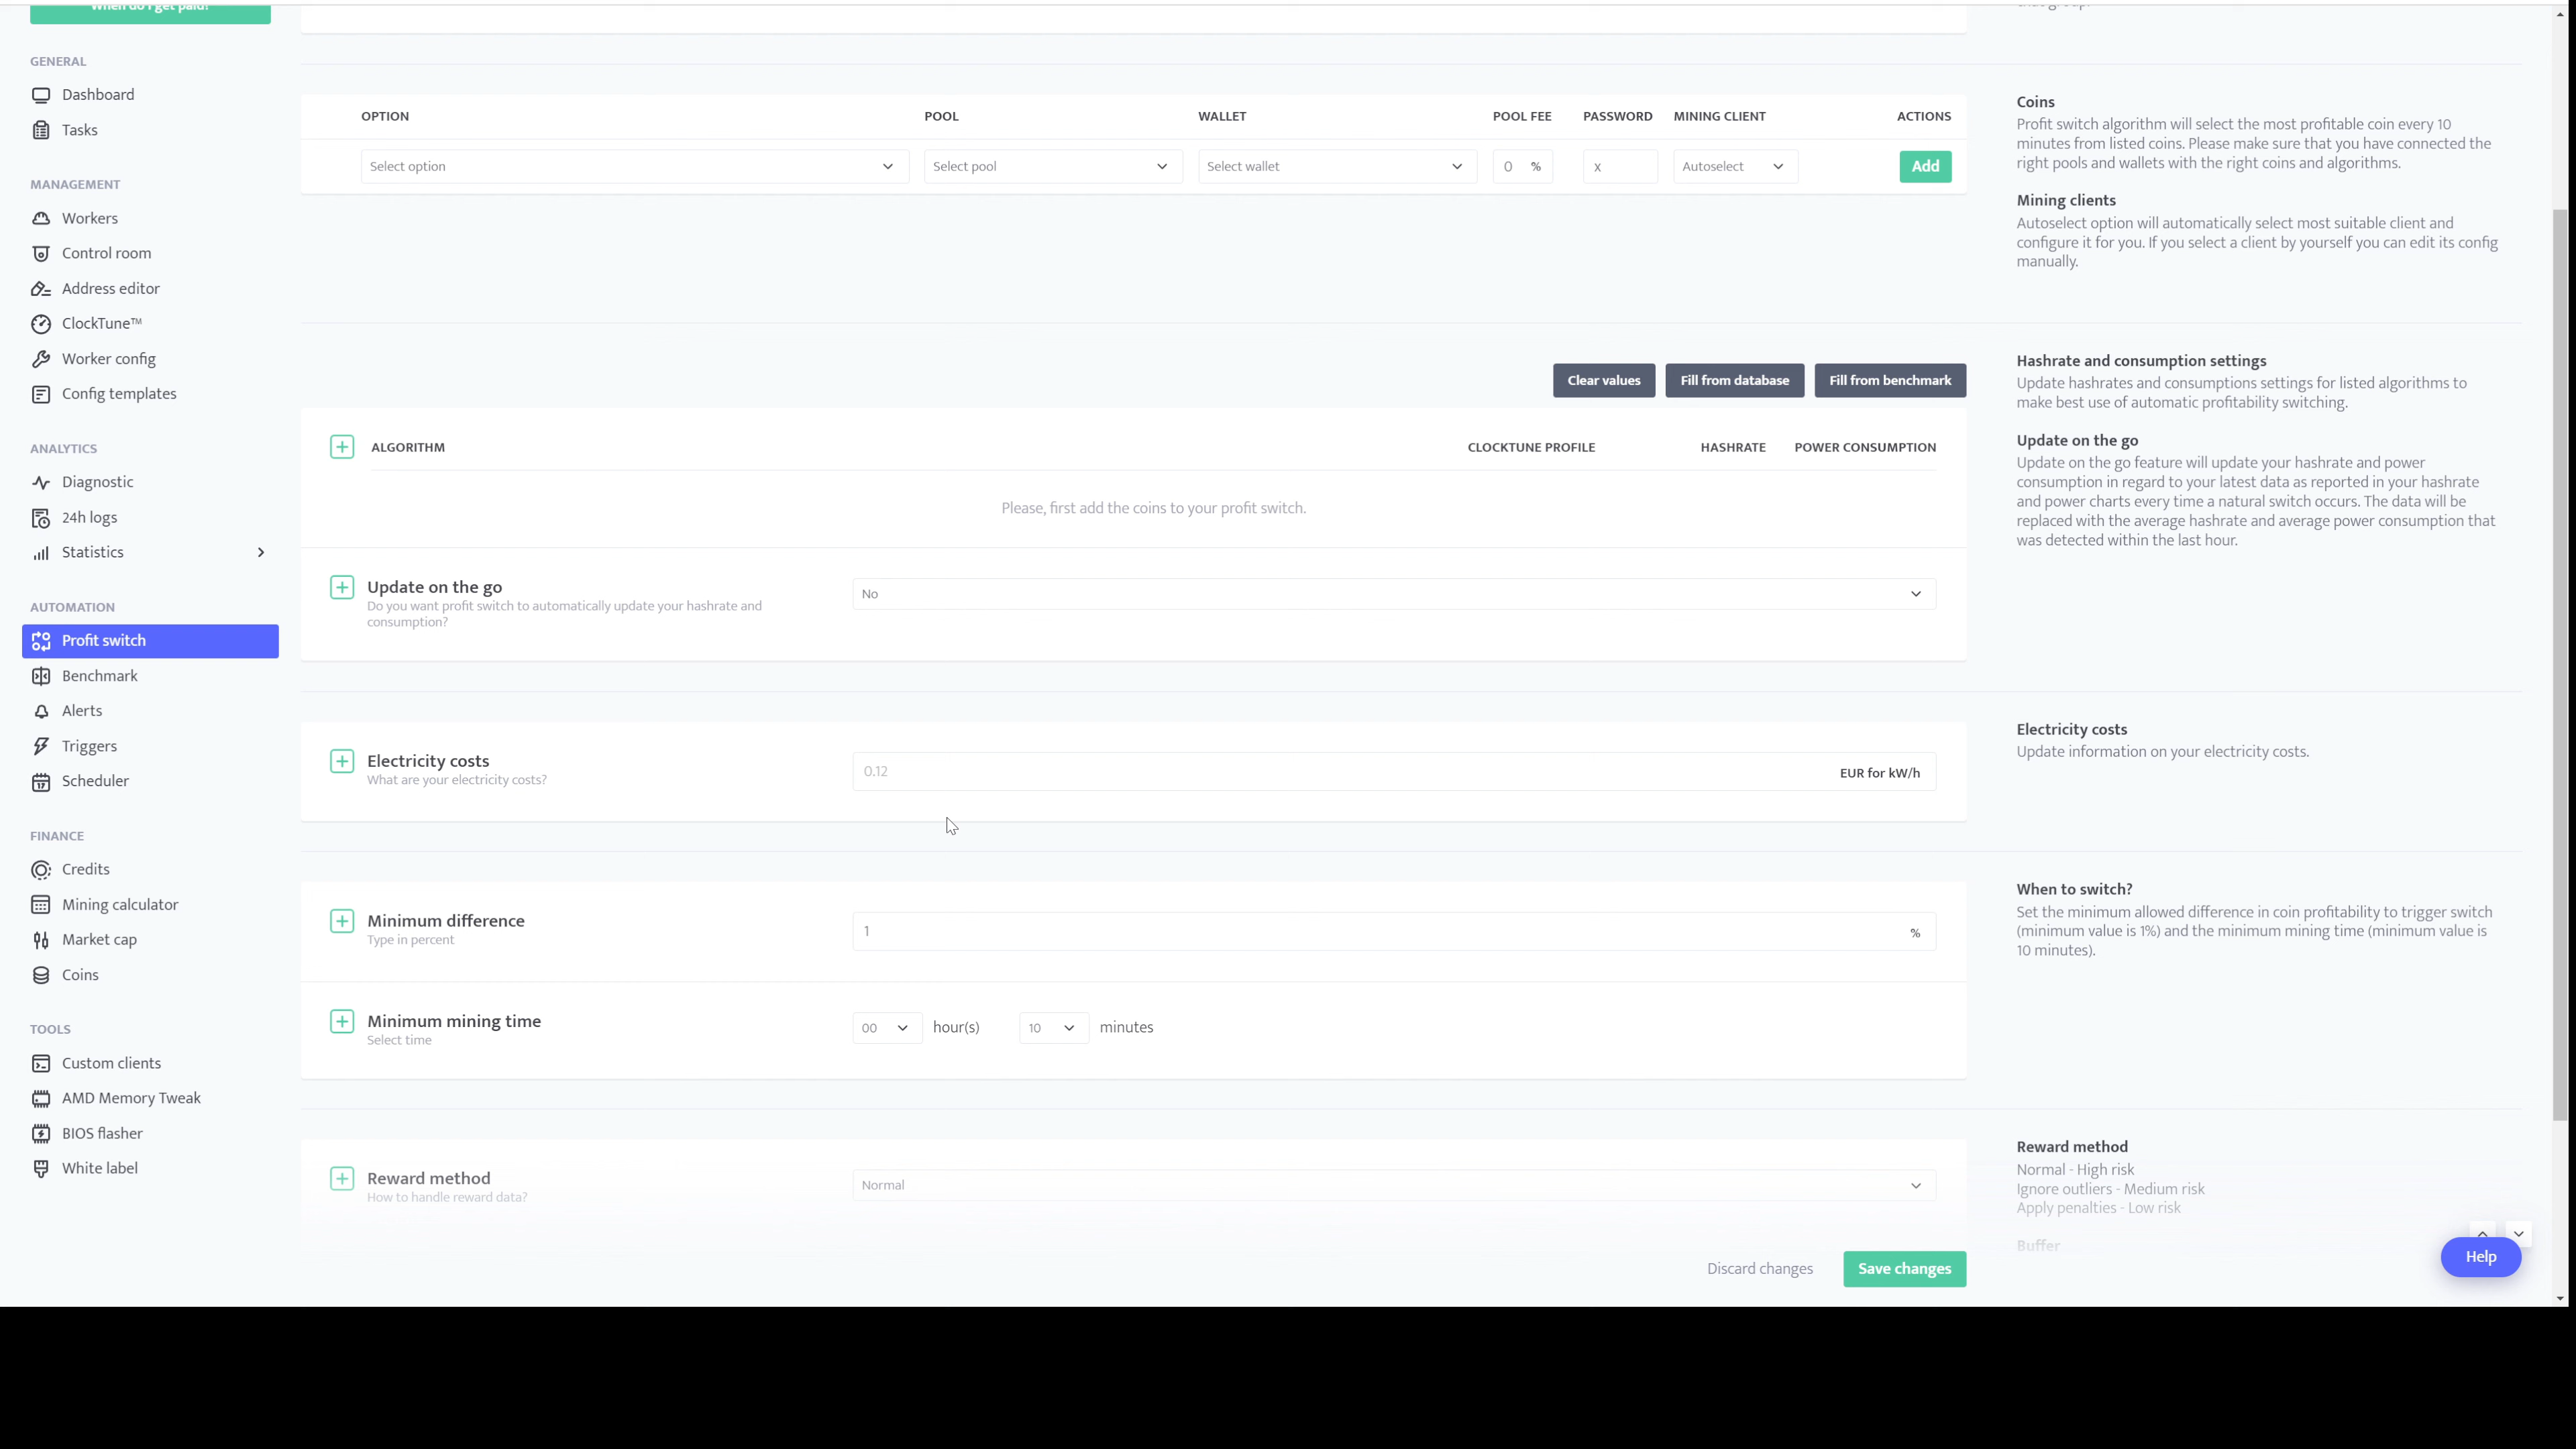 When do I get paid?
GENERAL
Dashboard
Tasks
MANAGEMENT
Workers
Control room
Address editor
ClockTune™
Worker config
Config templates
ANALYTICS
Diagnostic
24h logs
Statistics
AUTOMATION
Profit switch
Benchmark
Alerts
Triggers
Scheduler
FINANCE
Credits
Mining calculator
Market cap
Coins
TOOLS
Custom clients
AMD Memory Tweak
BIOS flasher
White label
OPTION POOL WALLET POOL FEE PASSWORD MINING CLIENT ACTIONS
Select option Select pool Select wallet 0 % x Autoselect Add
Clear values Fill from database Fill from benchmark
ALGORITHM CLOCKTUNE PROFILE HASHRATE POWER CONSUMPTION
Please, first add the coins to your profit switch.
Update on the go
Do you want profit switch to automatically update your hashrate and
consumption?
No
Electricity costs
What are your electricity costs?
0.12 EUR for kW/h
Minimum difference
Type in percent
1 %
Minimum mining time
Select time
00 hour(s) 10 minutes
Reward method
How to handle reward data?
Normal
Discard changes Save changes
Coins
Profit switch algorithm will select the most profitable coin every 10
minutes from listed coins. Please make sure that you have connected the
right pools and wallets with the right coins and algorithms.
Mining clients
Autoselect option will automatically select most suitable client and
configure it for you. If you select a client by yourself you can edit its config
manually.
Hashrate and consumption settings
Update hashrates and consumptions settings for listed algorithms to
make best use of automatic profitability switching.
Update on the go
Update on the go feature will update your hashrate and power
consumption in regard to your latest data as reported in your hashrate
and power charts every time a natural switch occurs. The data will be
replaced with the average hashrate and average power consumption that
was detected within the last hour.
Electricity costs
Update information on your electricity costs.
When to switch?
Set the minimum allowed difference in coin profitability to trigger switch
(minimum value is 1%) and the minimum mining time (minimum value is
10 minutes).
Reward method
Normal - High risk
Ignore outliers - Medium risk
Apply penalties - Low risk
Buffer
Help